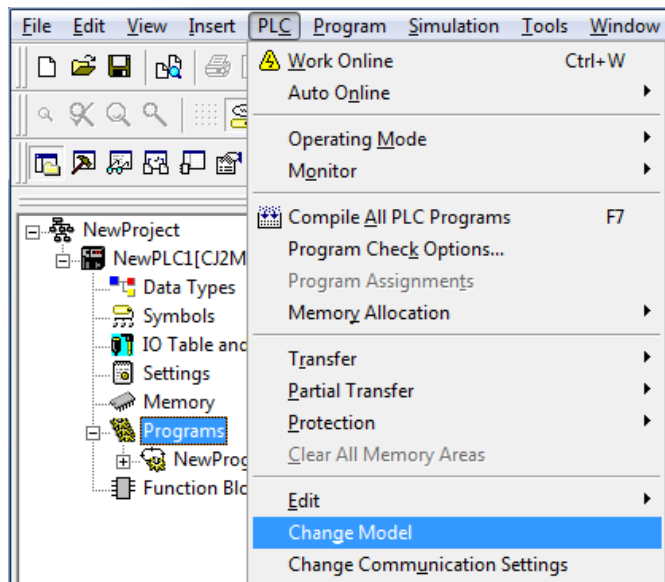 File Edit View Insert PLC Program Simulation Tools Window
Work Online Ctrl+W
Auto Online
Operating Mode
Monitor
Compile All PLC Programs F7
Program Check Options...
Program Assignments
Memory Allocation
Transfer
Partial Transfer
Protection
Clear All Memory Areas
Edit
Change Model
Change Communication Settings
NewProject
NewPLC1[CJ2M
Data Types
Symbols
IO Table and
Settings
Memory
Programs
NewProg
Function Blo